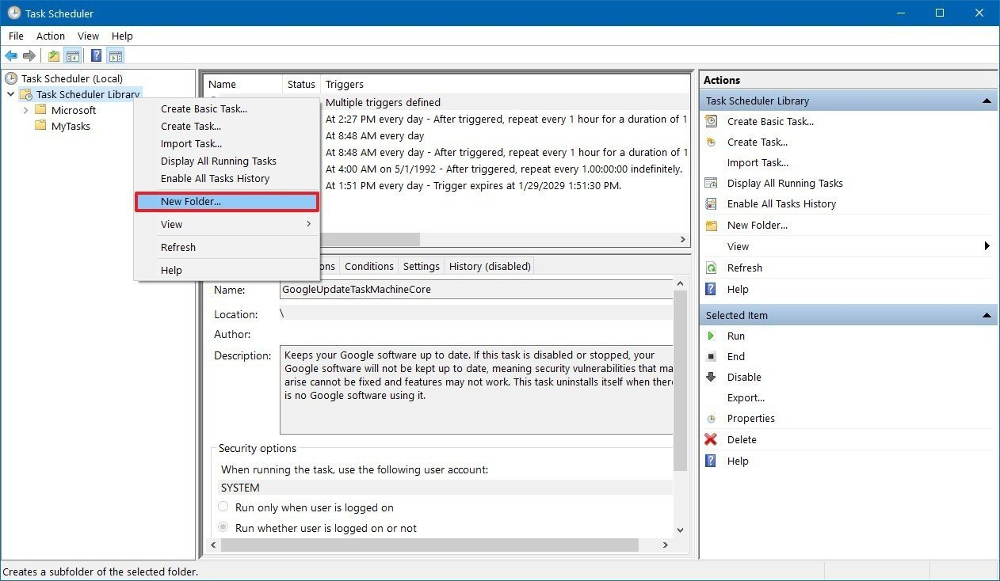 Task Scheduler
File Action View Help
Task Scheduler (Local)
Task Scheduler Library
Microsoft
MyTasks
Create Basic Task...
Create Task...
Import Task...
Display All Running Tasks
Enable All Tasks History
New Folder...
View
Refresh
Help
Name Status Triggers
Multiple triggers defined
At 2:27 PM every day - After triggered, repeat every 1 hour for a duration of 1
At 8:48 AM every day
At 8:48 AM every day - After triggered, repeat every 1 hour for a duration of 1
At 4:00 AM on 5/1/1992 - After triggered, repeat every 1.00:00:00 indefinitely.
At 1:51 PM every day - Trigger expires at 1/29/2029 1:51:30 PM.
ons Conditions Settings History (disabled)
Name: GoogleUpdateTaskMachineCore
Location: \
Author:
Description: Keeps your Google software up to date. If this task is disabled or stopped, your
Google software will not be kept up to date, meaning security vulnerabilities that ma
arise cannot be fixed and features may not work. This task uninstalls itself when there
is no Google software using it.
Security options
When running the task, use the following user account:
SYSTEM
Run only when user is logged on
Run whether user is logged on or not
Actions
Task Scheduler Library
Create Basic Task...
Create Task...
Import Task...
Display All Running Tasks
Enable All Tasks History
New Folder...
View
Refresh
Help
Selected Item
Run
End
Disable
Export...
Properties
Delete
Help
Creates a subfolder of the selected folder.